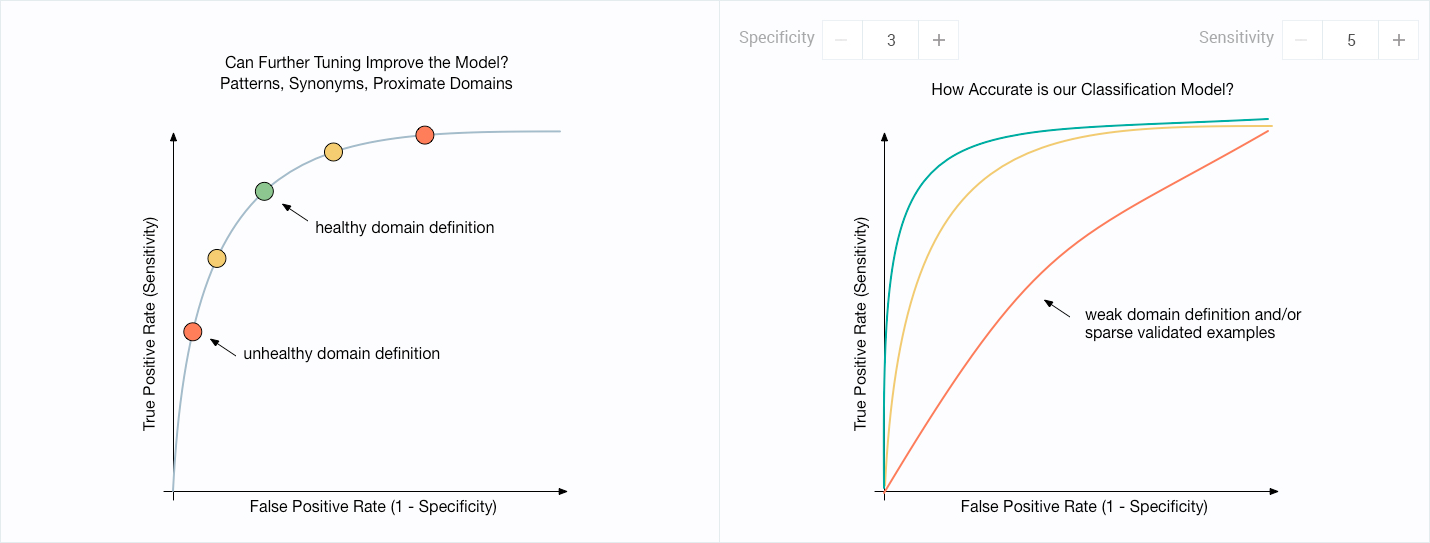 Can Further Tuning Improve the Model?
Patterns, Synonyms, Proximate Domains
True Positive Rate (Sensitivity)
healthy domain definition
unhealthy domain definition
False Positive Rate (1 - Specificity)
Specificity − 3 +
Sensitivity − 5 +
How Accurate is our Classification Model?
True Positive Rate (Sensitivity)
weak domain definition and/or
sparse validated examples
False Positive Rate (1 - Specificity)